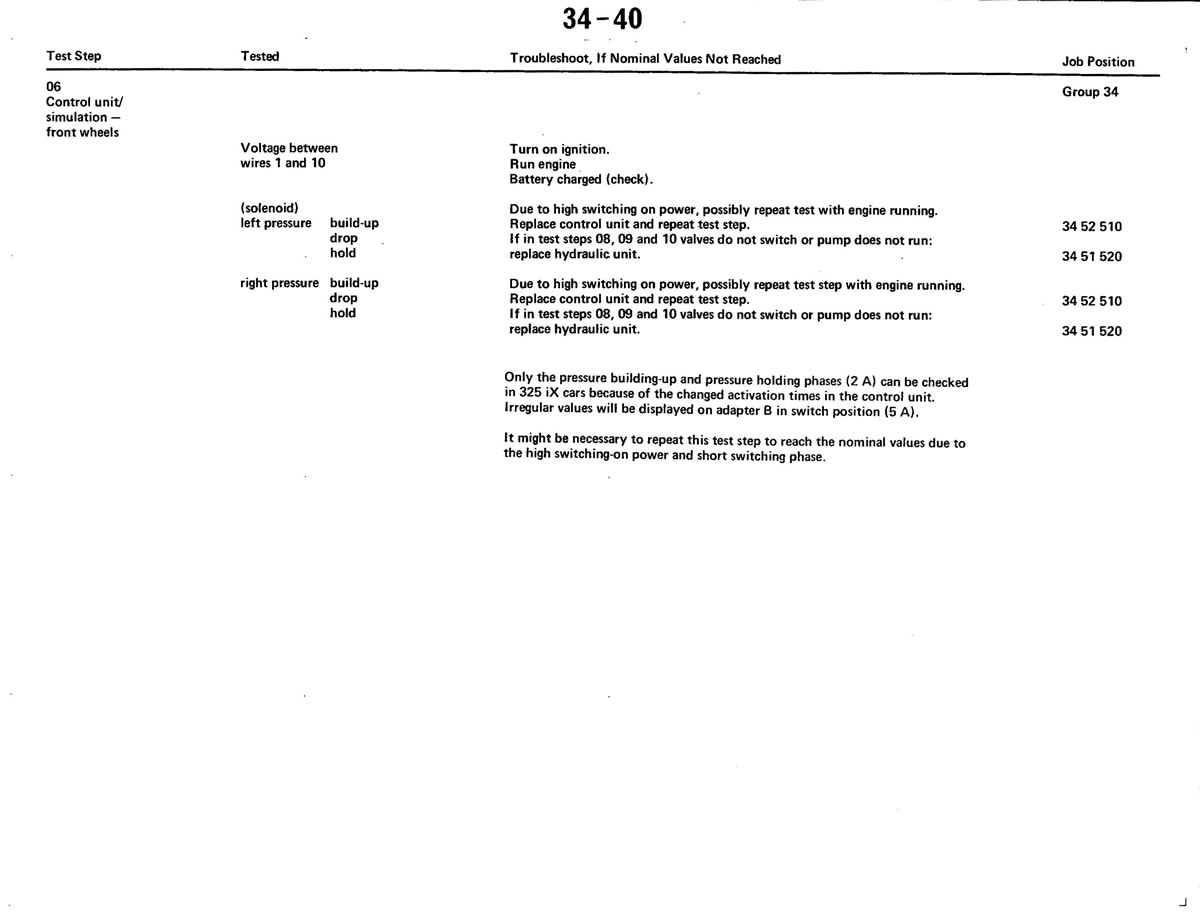 34-40
Test Step Tested Troubleshoot, If Nominal Values Not Reached Job Position
06 Group 34
Control unit/
simulation —
front wheels
Voltage between Turn on ignition.
wires 1 and 10 Run engine
Battery charged (check).
(solenoid) Due to high switching on power, possibly repeat test with engine running.
left pressure build-up Replace control unit and repeat test step. 34 52 510
drop If in test steps 08, 09 and 10 valves do not switch or pump does not run:
hold replace hydraulic unit. 34 51 520
right pressure build-up Due to high switching on power, possibly repeat test step with engine running.
drop Replace control unit and repeat test step. 34 52 510
hold If in test steps 08, 09 and 10 valves do not switch or pump does not run:
replace hydraulic unit. 34 51 520
Only the pressure building-up and pressure holding phases (2 A) can be checked
in 325 iX cars because of the changed activation times in the control unit.
Irregular values will be displayed on adapter B in switch position (5 A).
It might be necessary to repeat this test step to reach the nominal values due to
the high switching-on power and short switching phase.